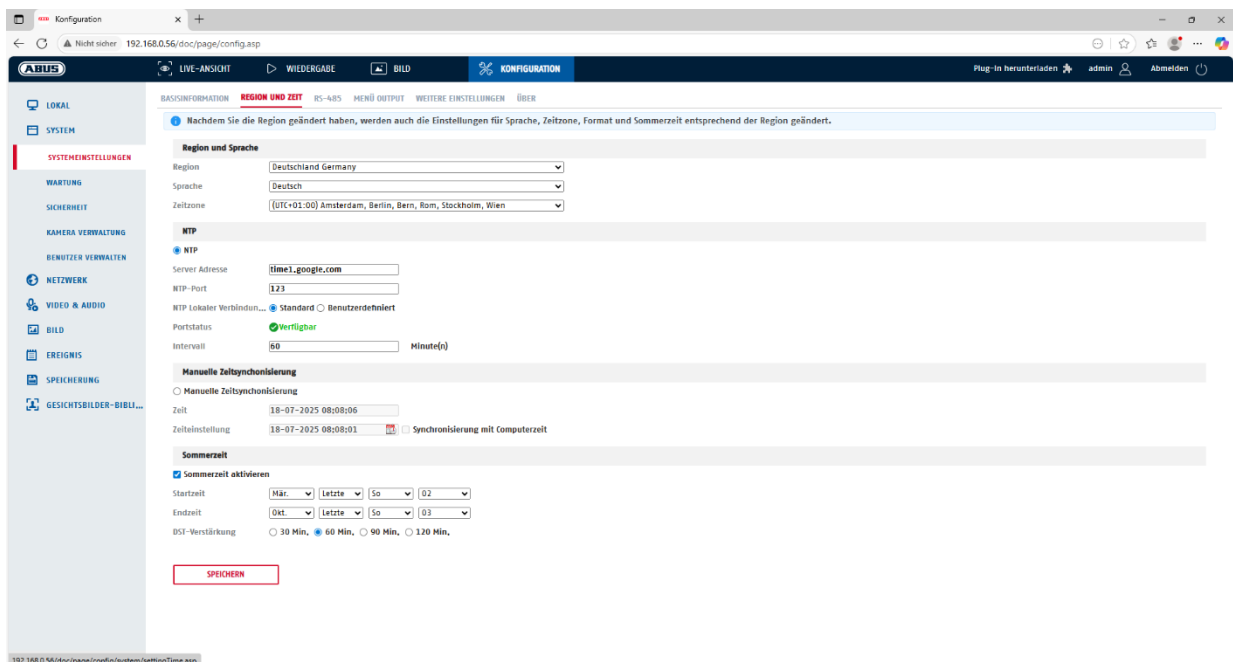 Konfiguration
Nicht sicher 192.168.0.56/doc/page/config.asp
ABUS LIVE-ANSICHT WIEDERGABE BILD KONFIGURATION Plug-In herunterladen admin Abmelden
LOKAL
SYSTEM
SYSTEMEINSTELLUNGEN
WARTUNG
SICHERHEIT
KAMERA VERWALTUNG
BENUTZER VERWALTEN
NETZWERK
VIDEO & AUDIO
BILD
EREIGNIS
SPEICHERUNG
GESICHTSBILDER-BIBLI...
BASISINFORMATION REGION UND ZEIT RS-485 MENÜ OUTPUT WEITERE EINSTELLUNGEN ÜBER
Nachdem Sie die Region geändert haben, werden auch die Einstellungen für Sprache, Zeitzone, Format und Sommerzeit entsprechend der Region geändert.
Region und Sprache
Region Deutschland Germany
Sprache Deutsch
Zeitzone (UTC+01:00) Amsterdam, Berlin, Bern, Rom, Stockholm, Wien
NTP
NTP
Server Adresse time1.google.com
NTP-Port 123
NTP Lokaler Verbindun... Standard Benutzerdefiniert
Portstatus Verfügbar
Intervall 60 Minute(n)
Manuelle Zeitsynchonisierung
Manuelle Zeitsynchonisierung
Zeit 18-07-2025 08:08:06
Zeiteinstellung 18-07-2025 08:08:01 Synchronisierung mit Computerzeit
Sommerzeit
Sommerzeit aktivieren
Startzeit Mär. Letzte So 02
Endzeit Okt. Letzte So 03
DST-Verstärkung 30 Min. 60 Min. 90 Min. 120 Min.
SPEICHERN
192.168.0.56/doc/page/config/system/settingTime.asp